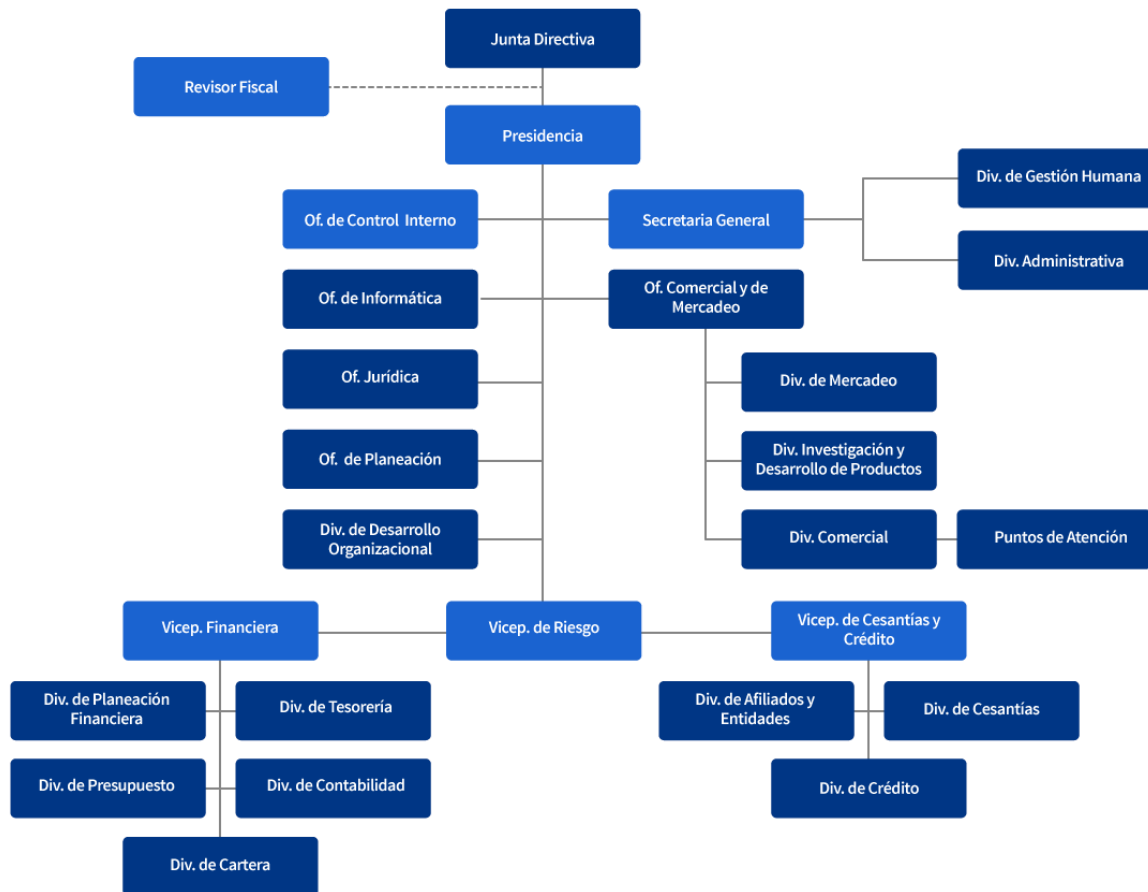 Junta Directiva
Revisor Fiscal
Presidencia
Div. de Gestión Humana
Of. de Control Interno
Secretaria General
Div. Administrativa
Of. de Informática
Of. Comercial y de
Mercadeo
Of. Jurídica
Div. de Mercadeo
Of. de Planeación
Div. Investigación y
Desarrollo de Productos
Div. de Desarrollo
Organizacional
Div. Comercial
Puntos de Atención
Vicep. Financiera
Vicep. de Riesgo
Vicep. de Cesantías y
Crédito
Div. de Planeación
Financiera
Div. de Tesorería
Div. de Afiliados y
Entidades
Div. de Cesantías
Div. de Presupuesto
Div. de Contabilidad
Div. de Crédito
Div. de Cartera